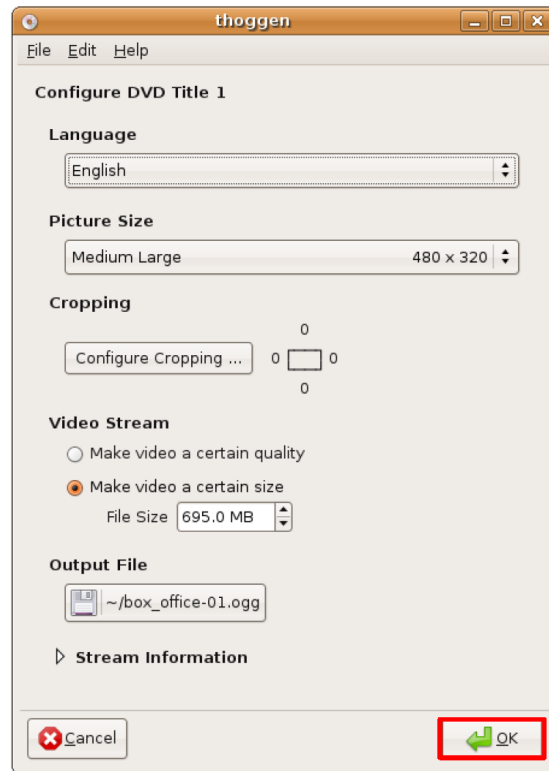 thoggen
File Edit Help
Configure DVD Title 1
Language
English
Picture Size
Medium Large 480 x 320
Cropping
0
Configure Cropping ... 0 0
0
Video Stream
Make video a certain quality
Make video a certain size
File Size 695.0 MB
Output File
~/box_office-01.ogg
Stream Information
Cancel OK